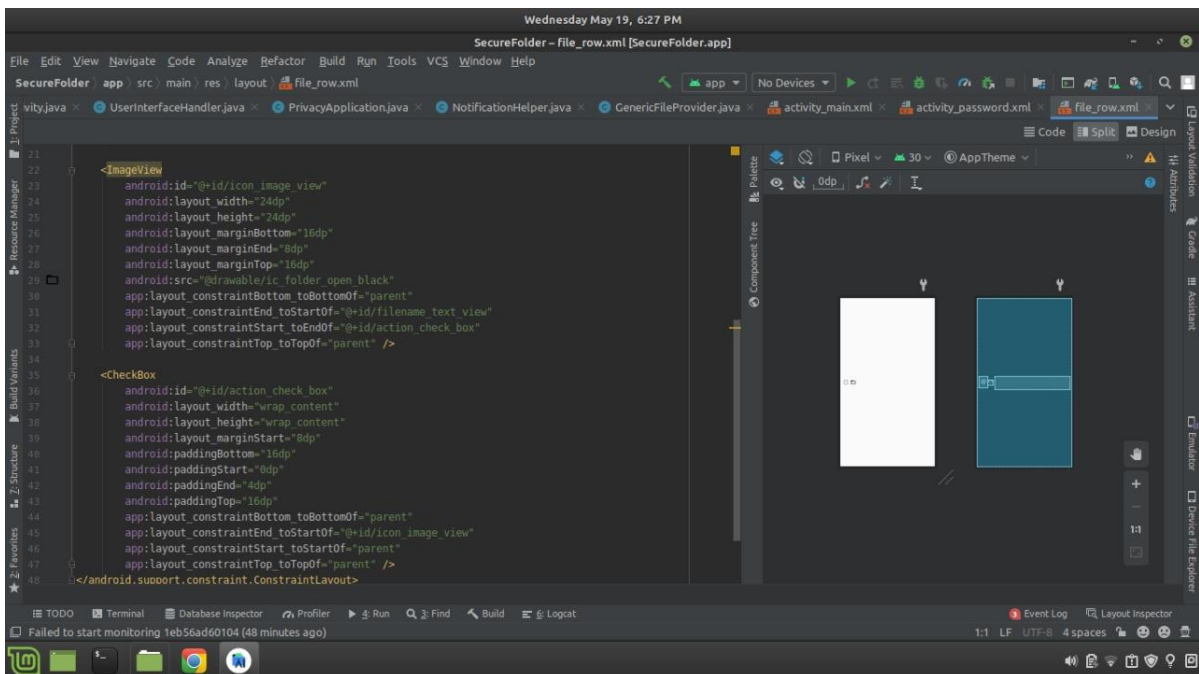 Wednesday May 19, 6:27 PM
SecureFolder – file_row.xml [SecureFolder.app]
File Edit View Navigate Code Analyze Refactor Build Run Tools VCS Window Help
SecureFolder app src main res layout file_row.xml
app No Devices
vity.java UserInterfaceHandler.java PrivacyApplication.java NotificationHelper.java GenericFileProvider.java activity_main.xml activity_password.xml file_row.xml
Code Split Design
Pixel 30 AppTheme
0dp
1: Project
Resource Manager
Build Variants
7: Structure
2: Favorites
21
22 <ImageView
23 android:id="@+id/icon_image_view"
24 android:layout_width="24dp"
25 android:layout_height="24dp"
26 android:layout_marginBottom="16dp"
27 android:layout_marginEnd="8dp"
28 android:layout_marginTop="16dp"
29 android:src="@drawable/ic_folder_open_black"
30 app:layout_constraintBottom_toBottomOf="parent"
31 app:layout_constraintEnd_toStartOf="@+id/filename_text_view"
32 app:layout_constraintStart_toEndOf="@+id/action_check_box"
33 app:layout_constraintTop_toTopOf="parent" />
34
35 <CheckBox
36 android:id="@+id/action_check_box"
37 android:layout_width="wrap_content"
38 android:layout_height="wrap_content"
39 android:layout_marginStart="8dp"
40 android:paddingBottom="16dp"
41 android:paddingStart="0dp"
42 android:paddingEnd="4dp"
43 android:paddingTop="16dp"
44 app:layout_constraintBottom_toBottomOf="parent"
45 app:layout_constraintEnd_toStartOf="@+id/icon_image_view"
46 app:layout_constraintStart_toStartOf="parent"
47 app:layout_constraintTop_toTopOf="parent" />
48 </android.support.constraint.ConstraintLayout>
Palette
Component Tree
1:1
Layout Validation
Attributes
Gradle
Assistant
Emulator
Device File Explorer
TODO Terminal Database Inspector Profiler 4: Run 3: Find Build 6: Logcat 3 Event Log Layout Inspector
Failed to start monitoring 1eb56ad60104 (48 minutes ago) 1:1 LF UTF-8 4 spaces